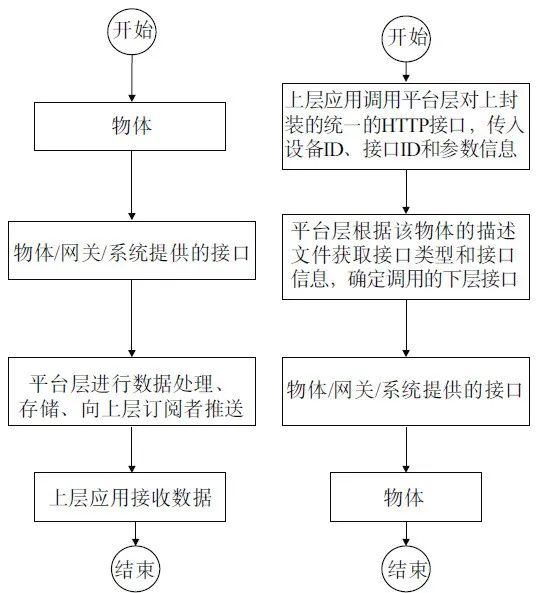 开始
物体
物体/网关/系统提供的接口
平台层进行数据处理、
存储、向上层订阅者推送
上层应用接收数据
结束
开始
上层应用调用平台层对上封
装的统一的HTTP接口，传入
设备ID、接口ID和参数信息
平台层根据该物体的描述
文件获取接口类型和接口
信息，确定调用的下层接口
物体/网关/系统提供的接口
物体
结束